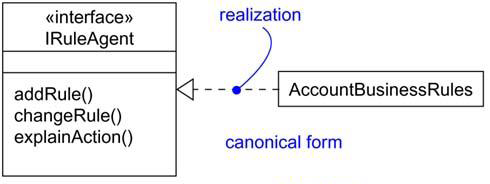 «interface»
IRuleAgent
addRule()
changeRule()
explainAction()
realization
AccountBusinessRules
canonical form